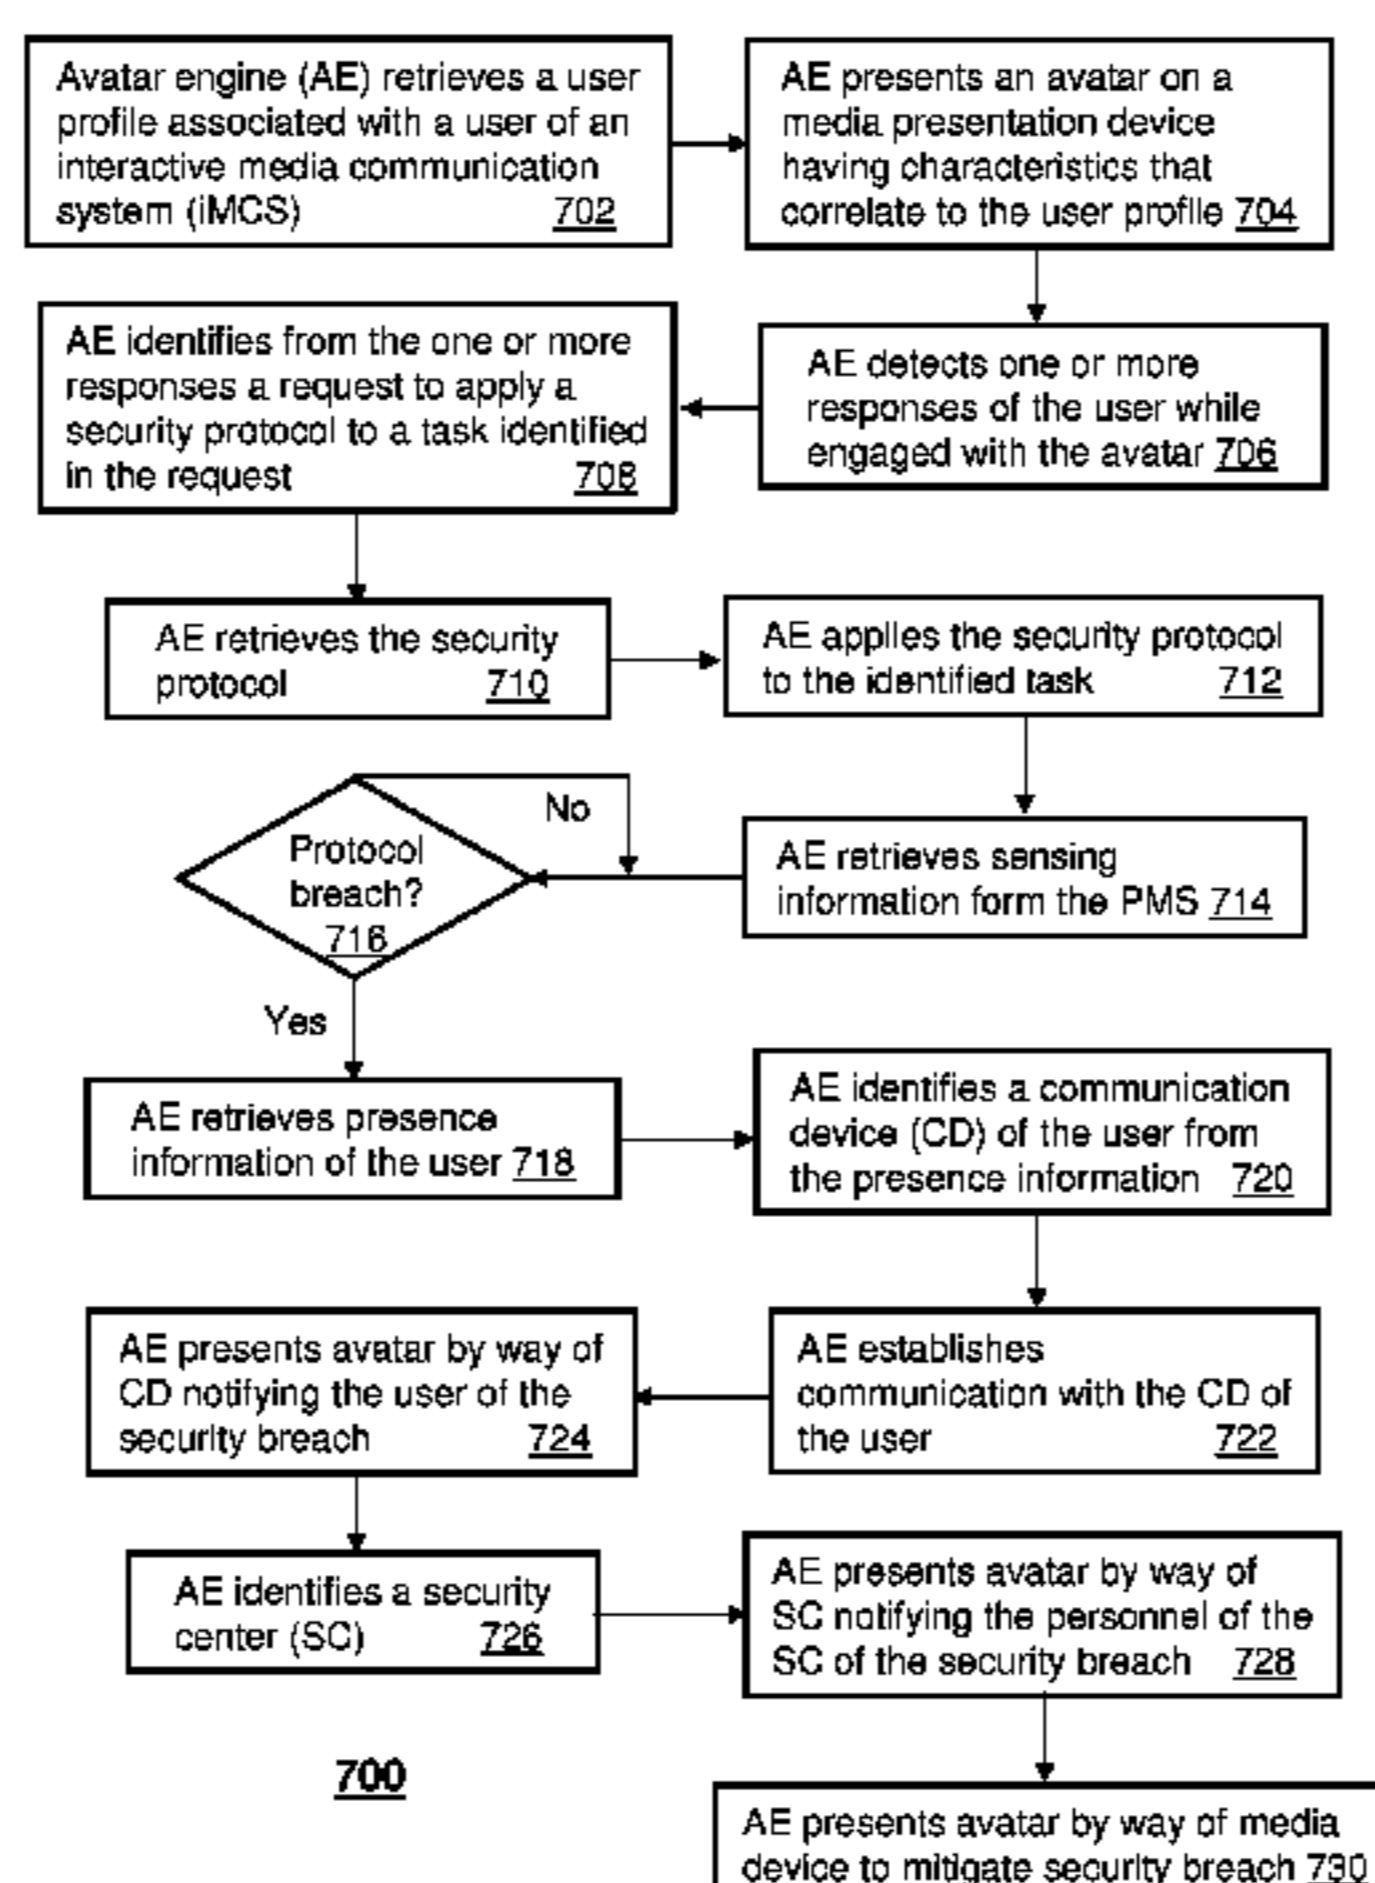 Avatar engine (AE) retrieves a user
profile associated with a user of an
interactive media communication
system (iMCS) 702
AE presents an avatar on a
media presentation device
having characteristics that
correlate to the user profile 704
AE detects one or more
responses of the user while
engaged with the avatar 706
AE identifies from the one or more
responses a request to apply a
security protocol to a task identified
in the request 708
AE retrieves the security
protocol 710
AE applies the security protocol
to the identified task 712
AE retrieves sensing
information form the PMS 714
No
Protocol
breach?
716
Yes
AE retrieves presence
information of the user 718
AE identifies a communication
device (CD) of the user from
the presence information 720
AE establishes
communication with the CD of
the user 722
AE presents avatar by way of
CD notifying the user of the
security breach 724
AE identifies a security
center (SC) 726
AE presents avatar by way of
SC notifying the personnel of the
SC of the security breach 728
AE presents avatar by way of media
device to mitigate security breach 730
700